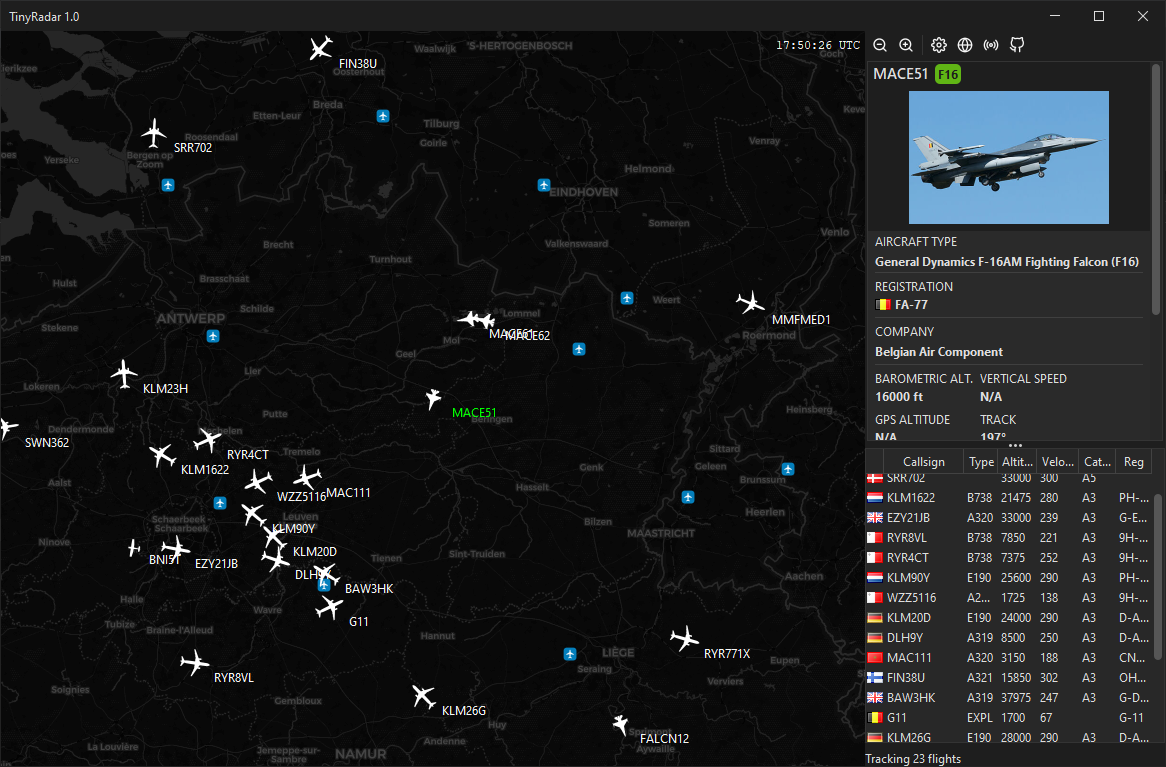 TinyRadar 1.0
17:50:26 UTC
Waalwijk
'S-HERTOGENBOSCH
Goch
FIN38U
Oosterhout
Breda
Etten-Leur
Tilburg
Goirle
Roosendaal
SRR702
Bergen op
Zoom
Yerseke
Venray
Helmond
EINDHOVEN
Someren
Venlo
Valkenswaard
Brecht
Turnhout
Brasschaat
Hulst
Schilde
ANTWERP
Stekene
Weert
Lommel
MACE61
MACE62
Mol
MMFMED1
Roermond
Geel
Lier
KLM23H
Lokeren
MACE51
Beringen
Heinsberg
Putte
Dendermonde
SWN362
Mechelen
RYR4CT
Tremelo
KLM1622
Sittard
Geleen
Genk
Brunssum
Aalst
Hasselt
WZZ5116
MAC111
Heerlen
Leuven
KLM90Y
Schaerbeek -
Schaarbeek
Bilzen
MAASTRICHT
Ninove
KLM20D
Sint-Truiden
Tienen
BNI5T
EZY21JB
DLH9Y
Aachen
BAW3HK
Halle
Wavre
G11
Tubize
Braine-l'Alleud
Hannut
LIÈGE
RYR771X
Eupen
Seraing
RYR8VL
Verviers
Soignies
Gembloux
KLM26G
Huy
Sprimont
FALCN12
Andenne
Aywaille
La Louvière
Jemeppe-sur-
Sambre
NAMUR
MACE51 F16
AIRCRAFT TYPE
General Dynamics F-16AM Fighting Falcon (F16)
REGISTRATION
FA-77
COMPANY
Belgian Air Component
BAROMETRIC ALT. VERTICAL SPEED
16000 ft N/A
GPS ALTITUDE TRACK
N/A 197°
Callsign Type Altit... Velo... Cat... Reg
SRR702 33000 300 A5
KLM1622 B738 21475 280 A3 PH-...
EZY21JB A320 33000 239 A3 G-E...
RYR8VL B738 7850 221 A3 9H-...
RYR4CT B738 7375 252 A3 9H-...
KLM90Y E190 25600 290 A3 PH-...
WZZ5116 A2... 1725 138 A3 9H-...
KLM20D E190 24000 290 A3 D-A...
DLH9Y A319 8500 250 A3 D-A...
MAC111 A320 3150 188 A3 CN...
FIN38U A321 15850 302 A3 OH...
BAW3HK A319 37975 247 A3 G-D...
G11 EXPL 1700 67 G-11
KLM26G E190 28000 290 A3 D-A...
Tracking 23 flights